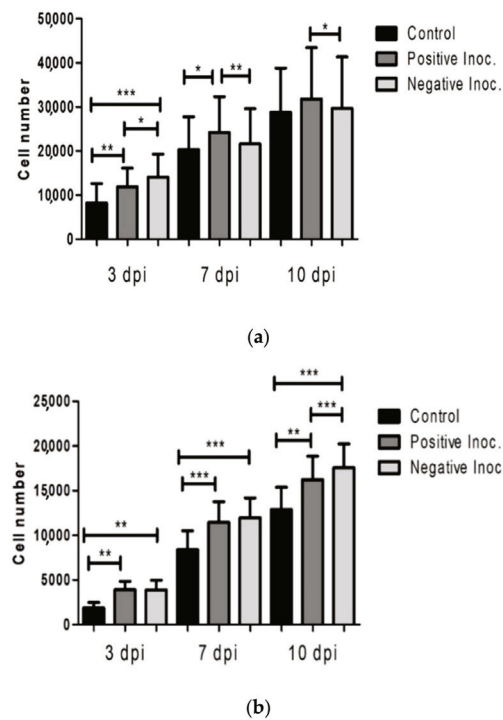 50,000
40,000
30,000
20,000
10,000
0
Cell number
***
**
*
*
**
*
3 dpi 7 dpi 10 dpi
Control
Positive Inoc.
Negative Inoc.
(a)
25,000
20,000
15,000
10,000
5,000
0
Cell number
**
**
***
***
***
**
***
3 dpi 7 dpi 10 dpi
Control
Positive Inoc.
Negative Inoc
(b)